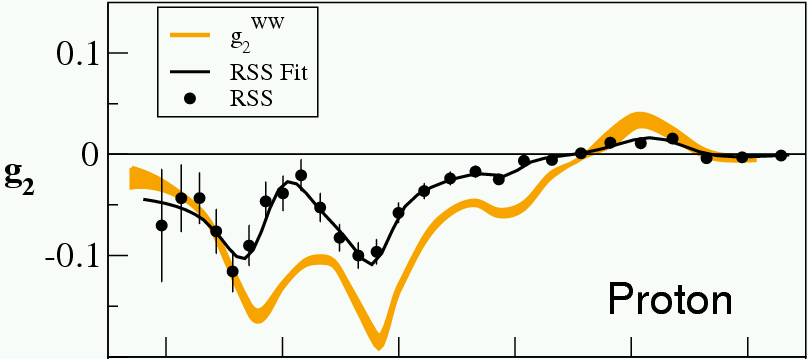 g2^WW
RSS Fit
RSS
0.1
0
-0.1
g2
Proton